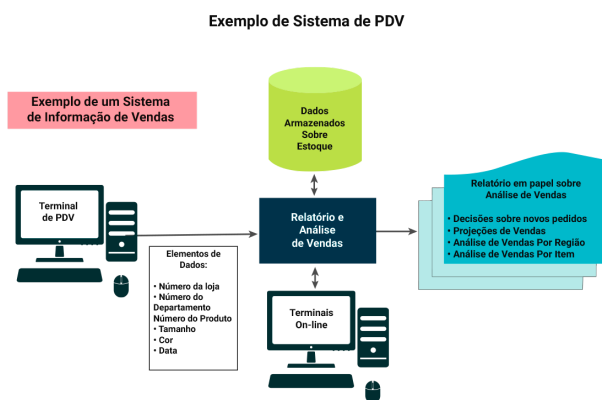 Exemplo de Sistema de PDV
Exemplo de um Sistema
de Informação de Vendas
Dados
Armazenados
Sobre
Estoque
Terminal
de PDV
Relatório e
Análise
de Vendas
Relatório em papel sobre
Análise de Vendas
• Decisões sobre novos pedidos
• Projeções de Vendas
• Análise de Vendas Por Região
• Análise de Vendas Por Item
Elementos de
Dados:
• Número da loja
• Número do
Departamento
Número do Produto
• Tamanho
• Cor
• Data
Terminais
On-line